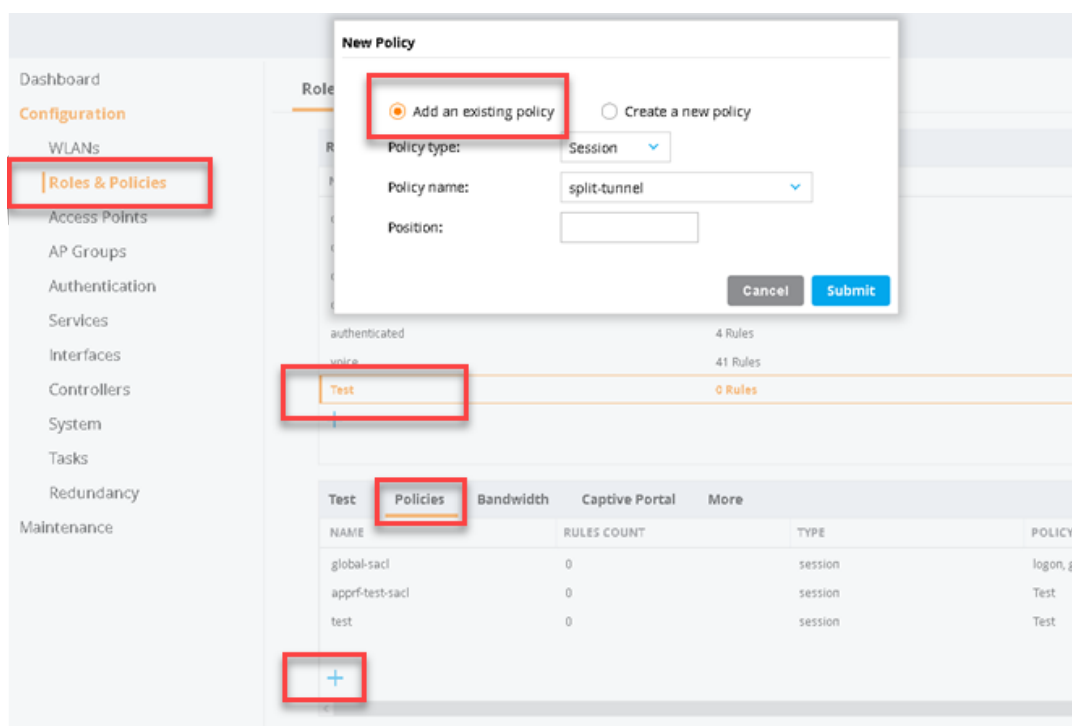 New Policy
Add an existing policy Create a new policy
Policy type: Session
Policy name: split-tunnel
Position:
Cancel Submit
Dashboard
Configuration
WLANs
Roles & Policies
Access Points
AP Groups
Authentication
Services
Interfaces
Controllers
System
Tasks
Redundancy
Maintenance
Role
authenticated 4 Rules
voice 41 Rules
Test 0 Rules
Test Policies Bandwidth Captive Portal More
NAME RULES COUNT TYPE POLICY
global-sacl 0 session logon, g
apprf-test-sacl 0 session Test
test 0 session Test